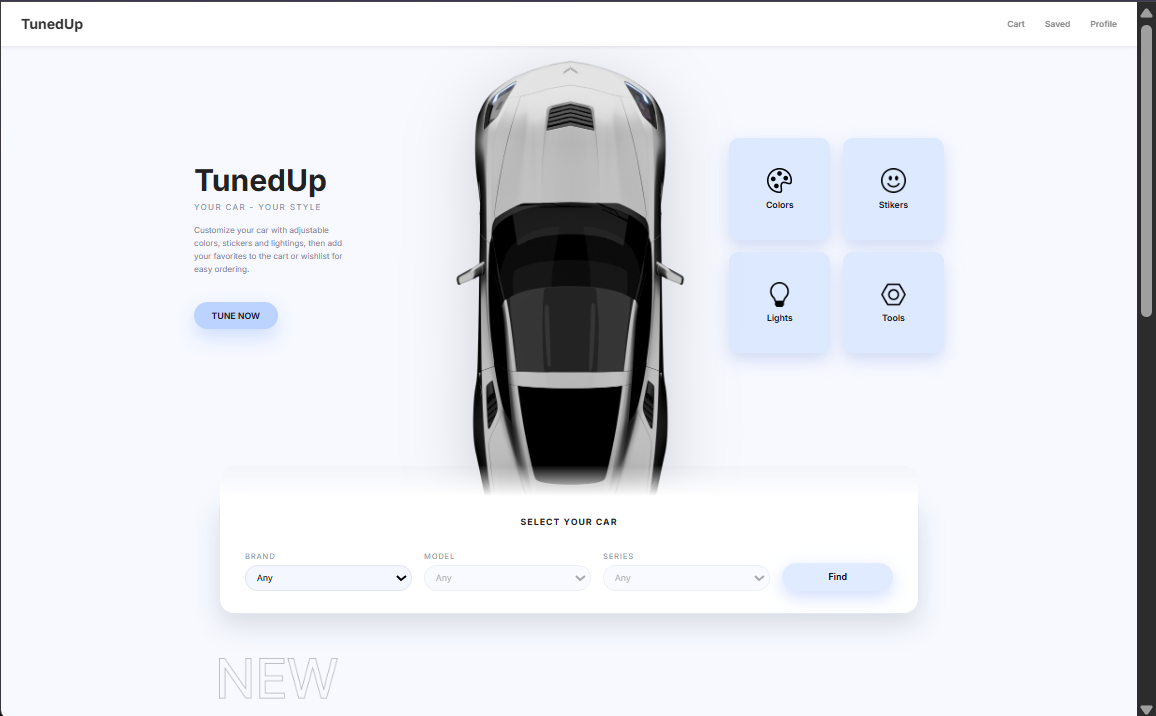 TunedUp
Cart Saved Profile
TunedUp
YOUR CAR - YOUR STYLE
Customize your car with adjustable
colors, stickers and lightings, then add
your favorites to the cart or wishlist for
easy ordering.
TUNE NOW
Colors
Stikers
Lights
Tools
SELECT YOUR CAR
BRAND
Any
MODEL
Any
SERIES
Any
Find
NEW